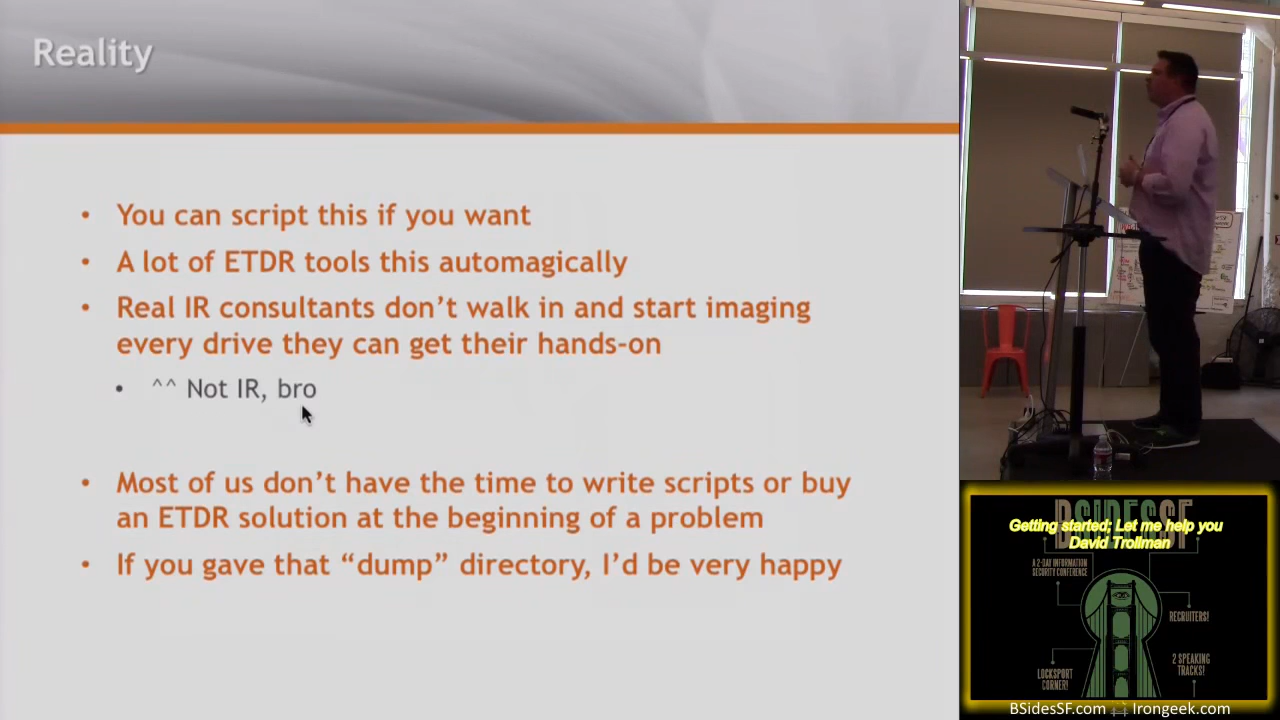 Reality
• You can script this if you want
• A lot of ETDR tools this automagically
• Real IR consultants don't walk in and start imaging
every drive they can get their hands-on
• ^^ Not IR, bro
• Most of us don't have the time to write scripts or buy
an ETDR solution at the beginning of a problem
• If you gave that “dump” directory, I'd be very happy
BSIDESSF
Getting started; Let me help you
David Trollman
A 2-DAY INFORMATION
SECURITY CONFERENCE
RECRUITERS!
LOCKSPORT
CORNER!
2 SPEAKING
TRACKS!
BSidesSF.com Irongeek.com